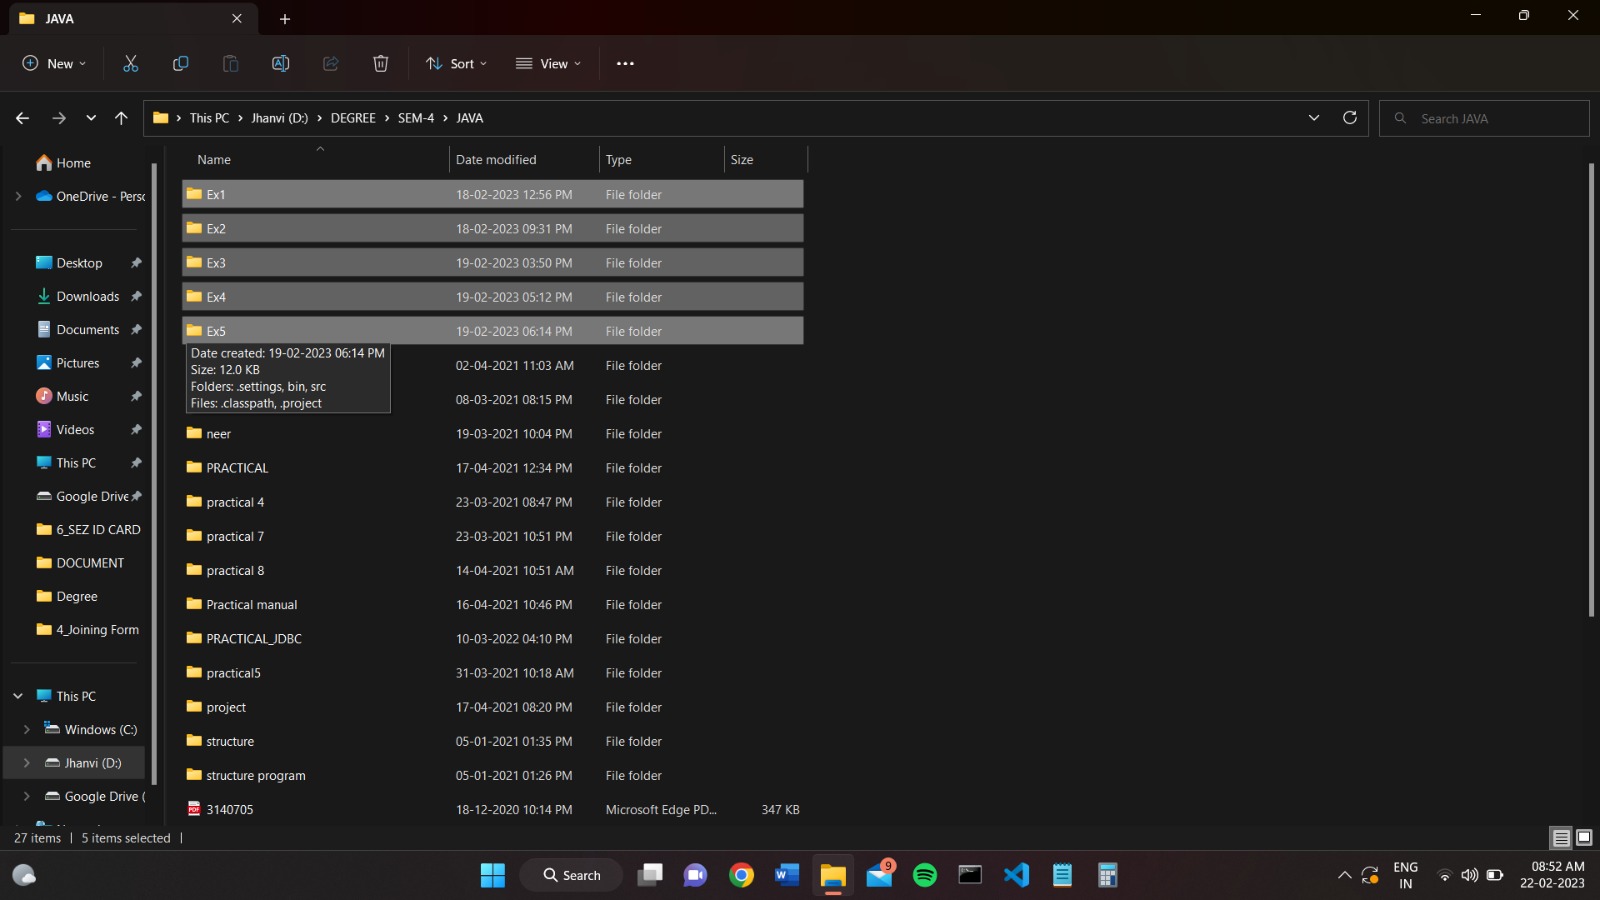 JAVA
New
Sort
View
This PC > Jhanvi (D:) > DEGREE > SEM-4 > JAVA
Search JAVA
Home
OneDrive - Perso
Desktop
Downloads
Documents
Pictures
Music
Videos
This PC
Google Drive
6_SEZ ID CARD
DOCUMENT
Degree
4_Joining Form
This PC
Windows (C:)
Jhanvi (D:)
Google Drive (
Name Date modified Type Size
Ex1 18-02-2023 12:56 PM File folder
Ex2 18-02-2023 09:31 PM File folder
Ex3 19-02-2023 03:50 PM File folder
Ex4 19-02-2023 05:12 PM File folder
Ex5 19-02-2023 06:14 PM File folder
Date created: 19-02-2023 06:14 PM
Size: 12.0 KB
Folders: .settings, bin, src
Files: .classpath, .project
02-04-2021 11:03 AM File folder
08-03-2021 08:15 PM File folder
neer 19-03-2021 10:04 PM File folder
PRACTICAL 17-04-2021 12:34 PM File folder
practical 4 23-03-2021 08:47 PM File folder
practical 7 23-03-2021 10:51 PM File folder
practical 8 14-04-2021 10:51 AM File folder
Practical manual 16-04-2021 10:46 PM File folder
PRACTICAL_JDBC 10-03-2022 04:10 PM File folder
practical5 31-03-2021 10:18 AM File folder
project 17-04-2021 08:20 PM File folder
structure 05-01-2021 01:35 PM File folder
structure program 05-01-2021 01:26 PM File folder
3140705 18-12-2020 10:14 PM Microsoft Edge PD... 347 KB
27 items | 5 items selected |
Search
9
ENG
IN
08:52 AM
22-02-2023